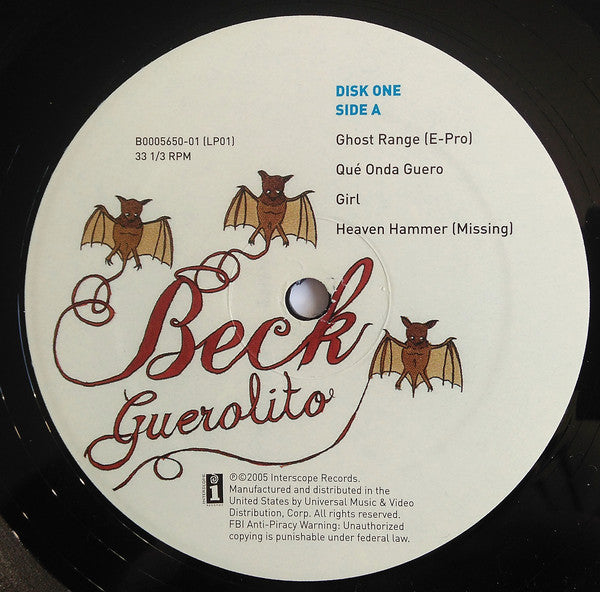 DISK ONE
SIDE A
B0005650-01 (LP01)
33 1/3 RPM
Ghost Range (E-Pro)
Qué Onda Guero
Girl
Heaven Hammer (Missing)
Beck
Guerolito
℗©2005 Interscope Records.
Manufactured and distributed in the
United States by Universal Music & Video
Distribution, Corp. All rights reserved.
FBI Anti-Piracy Warning: Unauthorized
copying is punishable under federal law.